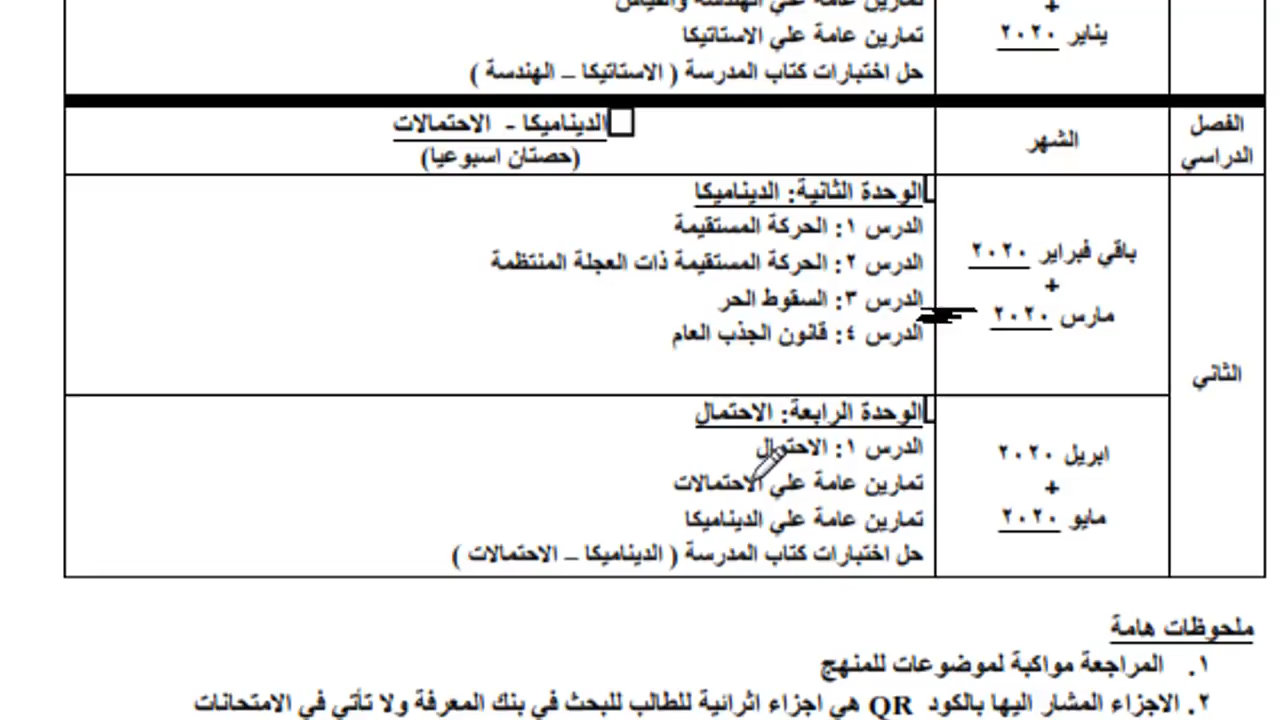 تمارين عامة علي الهندسة والقياس
+
يناير ٢٠٢٠
تمارين عامة علي الاستاتيكا
حل اختبارات كتاب المدرسة ( الاستاتيكا – الهندسة )
الفصل الدراسي
الشهر
الديناميكا - الاحتمالات
(حصتان اسبوعيا)
الثاني
باقي فبراير ٢٠٢٠
+
مارس ٢٠٢٠
الوحدة الثانية: الديناميكا
الدرس ١: الحركة المستقيمة
الدرس ٢: الحركة المستقيمة ذات العجلة المنتظمة
الدرس ٣: السقوط الحر
الدرس ٤: قانون الجذب العام
ابريل ٢٠٢٠
+
مايو ٢٠٢٠
الوحدة الرابعة: الاحتمال
الدرس ١: الاحتمال
تمارين عامة علي الاحتمالات
تمارين عامة علي الديناميكا
حل اختبارات كتاب المدرسة ( الديناميكا – الاحتمالات )
ملحوظات هامة
١. المراجعة مواكبة لموضوعات للمنهج
٢. الاجزاء المشار اليها بالكود QR هي اجزاء اثرائية للطالب للبحث في بنك المعرفة ولا تأتي في الامتحانات